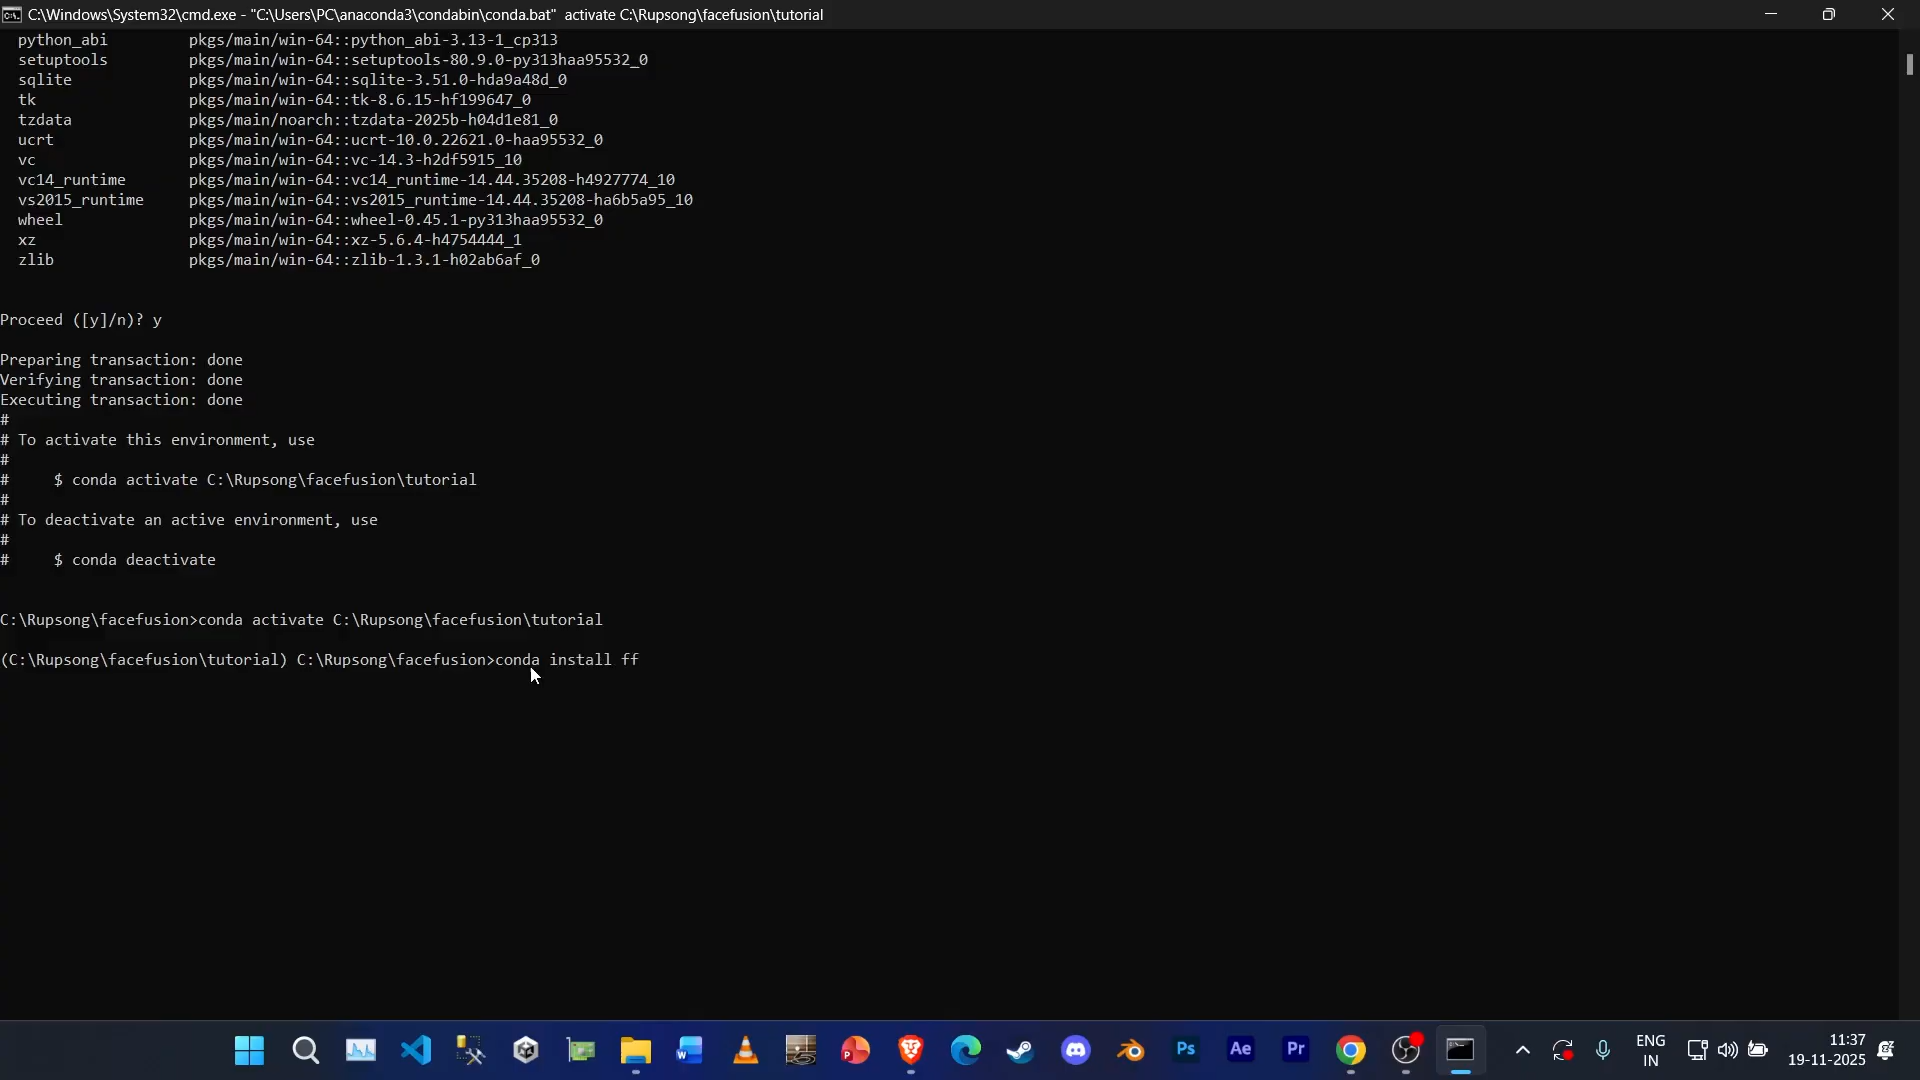 C:\Windows\System32\cmd.exe - "C:\Users\PC\anaconda3\condabin\conda.bat"  activate C:\Rupsong\facefusion\tutorial
python_abi         pkgs/main/win-64::python_abi-3.13-1_cp313
setuptools         pkgs/main/win-64::setuptools-80.9.0-py313haa95532_0
sqlite             pkgs/main/win-64::sqlite-3.51.0-hda9a48d_0
tk                 pkgs/main/win-64::tk-8.6.15-hf199647_0
tzdata             pkgs/main/noarch::tzdata-2025b-h04d1e81_0
ucrt               pkgs/main/win-64::ucrt-10.0.22621.0-haa95532_0
vc                 pkgs/main/win-64::vc-14.3-h2df5915_10
vc14_runtime       pkgs/main/win-64::vc14_runtime-14.44.35208-h4927774_10
vs2015_runtime     pkgs/main/win-64::vs2015_runtime-14.44.35208-ha6b5a95_10
wheel              pkgs/main/win-64::wheel-0.45.1-py313haa95532_0
xz                 pkgs/main/win-64::xz-5.6.4-h4754444_1
zlib               pkgs/main/win-64::zlib-1.3.1-h02ab6af_0
Proceed ([y]/n)? y
Preparing transaction: done
Verifying transaction: done
Executing transaction: done
#
# To activate this environment, use
#
#     $ conda activate C:\Rupsong\facefusion\tutorial
#
# To deactivate an active environment, use
#
#     $ conda deactivate
C:\Rupsong\facefusion>conda activate C:\Rupsong\facefusion\tutorial
(C:\Rupsong\facefusion\tutorial) C:\Rupsong\facefusion>conda install ff
W
P
Ps
Ae
Pr
ENG
IN
11:37
19-11-2025